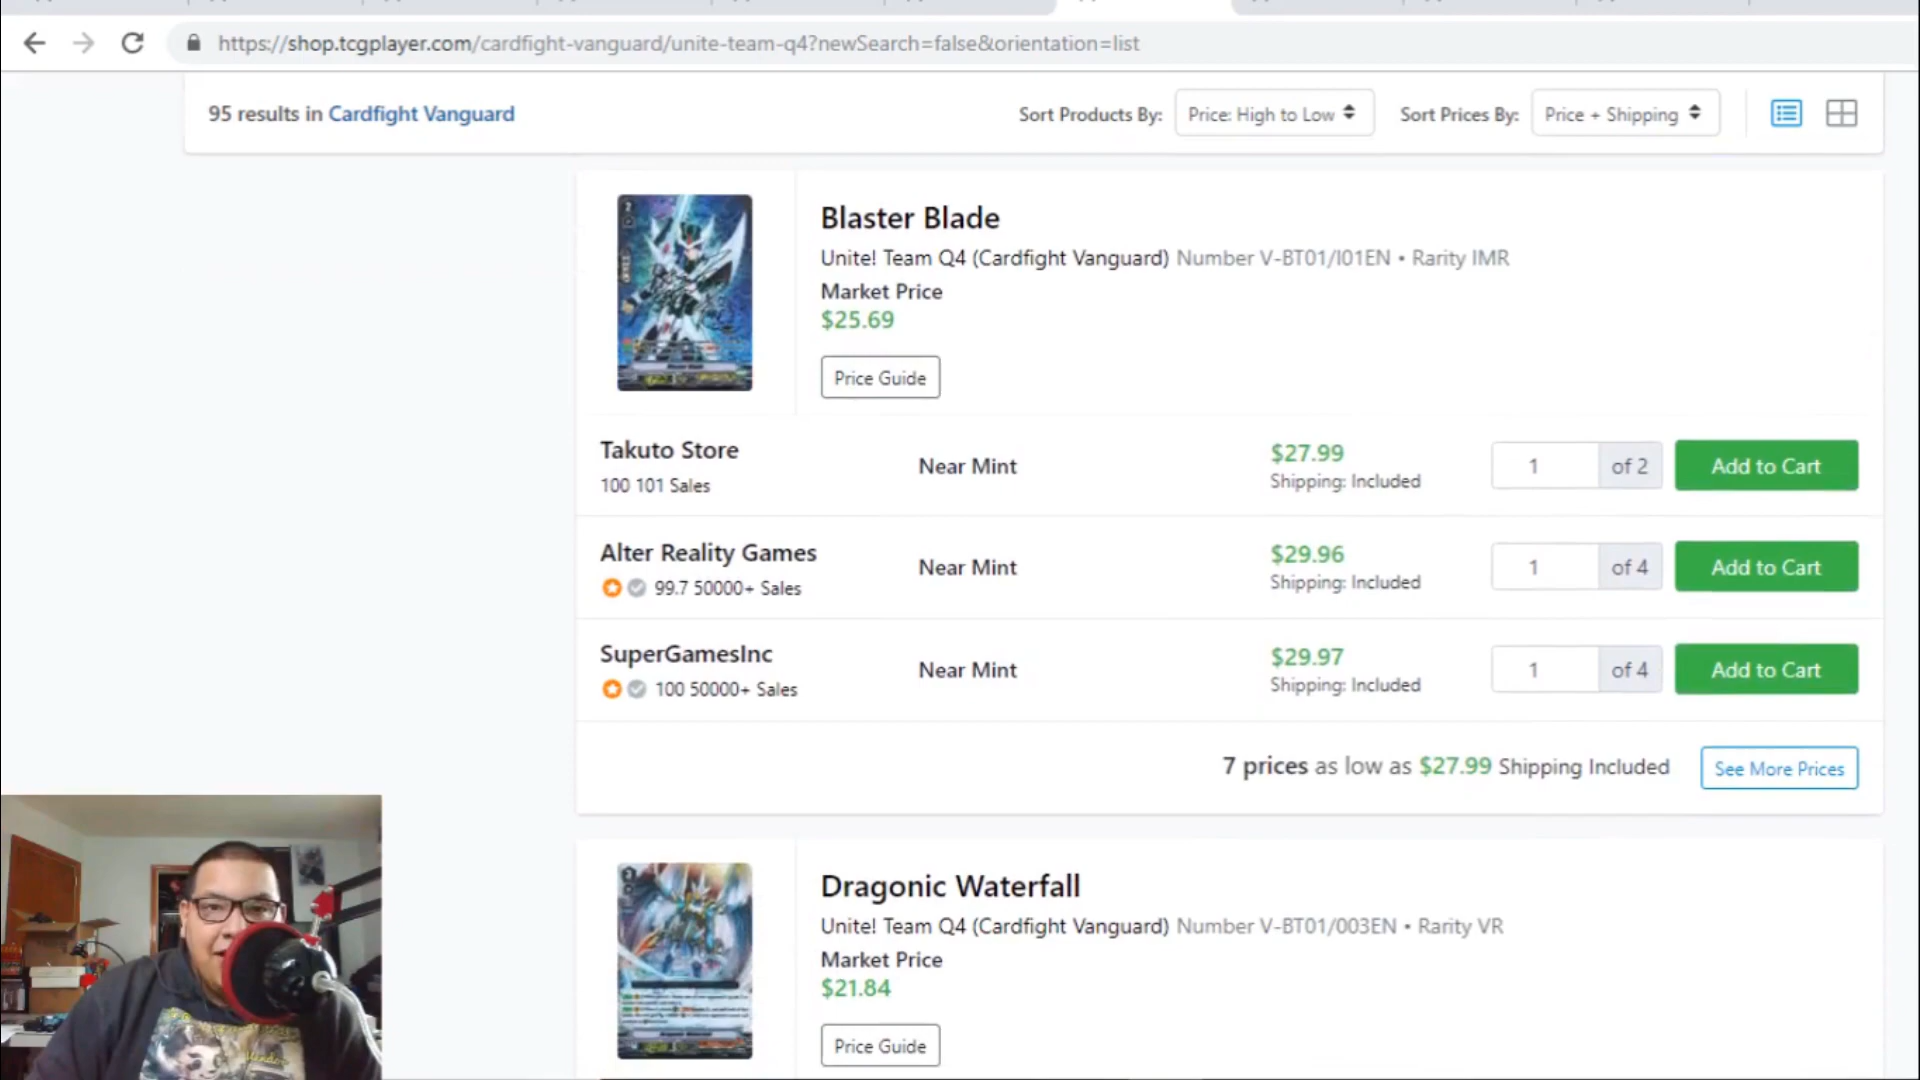 https://shop.tcgplayer.com/cardfight-vanguard/unite-team-q4?newSearch=false&orientation=list
95 results in Cardfight Vanguard
Sort Products By: Price: High to Low Sort Prices By: Price + Shipping
Blaster Blade
Unite! Team Q4 (Cardfight Vanguard) Number V-BT01/I01EN • Rarity IMR
Market Price
$25.69
Price Guide
Takuto Store
100 101 Sales
Near Mint
$27.99
Shipping: Included
1 of 2
Add to Cart
Alter Reality Games
99.7 50000+ Sales
Near Mint
$29.96
Shipping: Included
1 of 4
Add to Cart
SuperGamesInc
100 50000+ Sales
Near Mint
$29.97
Shipping: Included
1 of 4
Add to Cart
7 prices as low as $27.99 Shipping Included
See More Prices
Dragonic Waterfall
Unite! Team Q4 (Cardfight Vanguard) Number V-BT01/003EN • Rarity VR
Market Price
$21.84
Price Guide